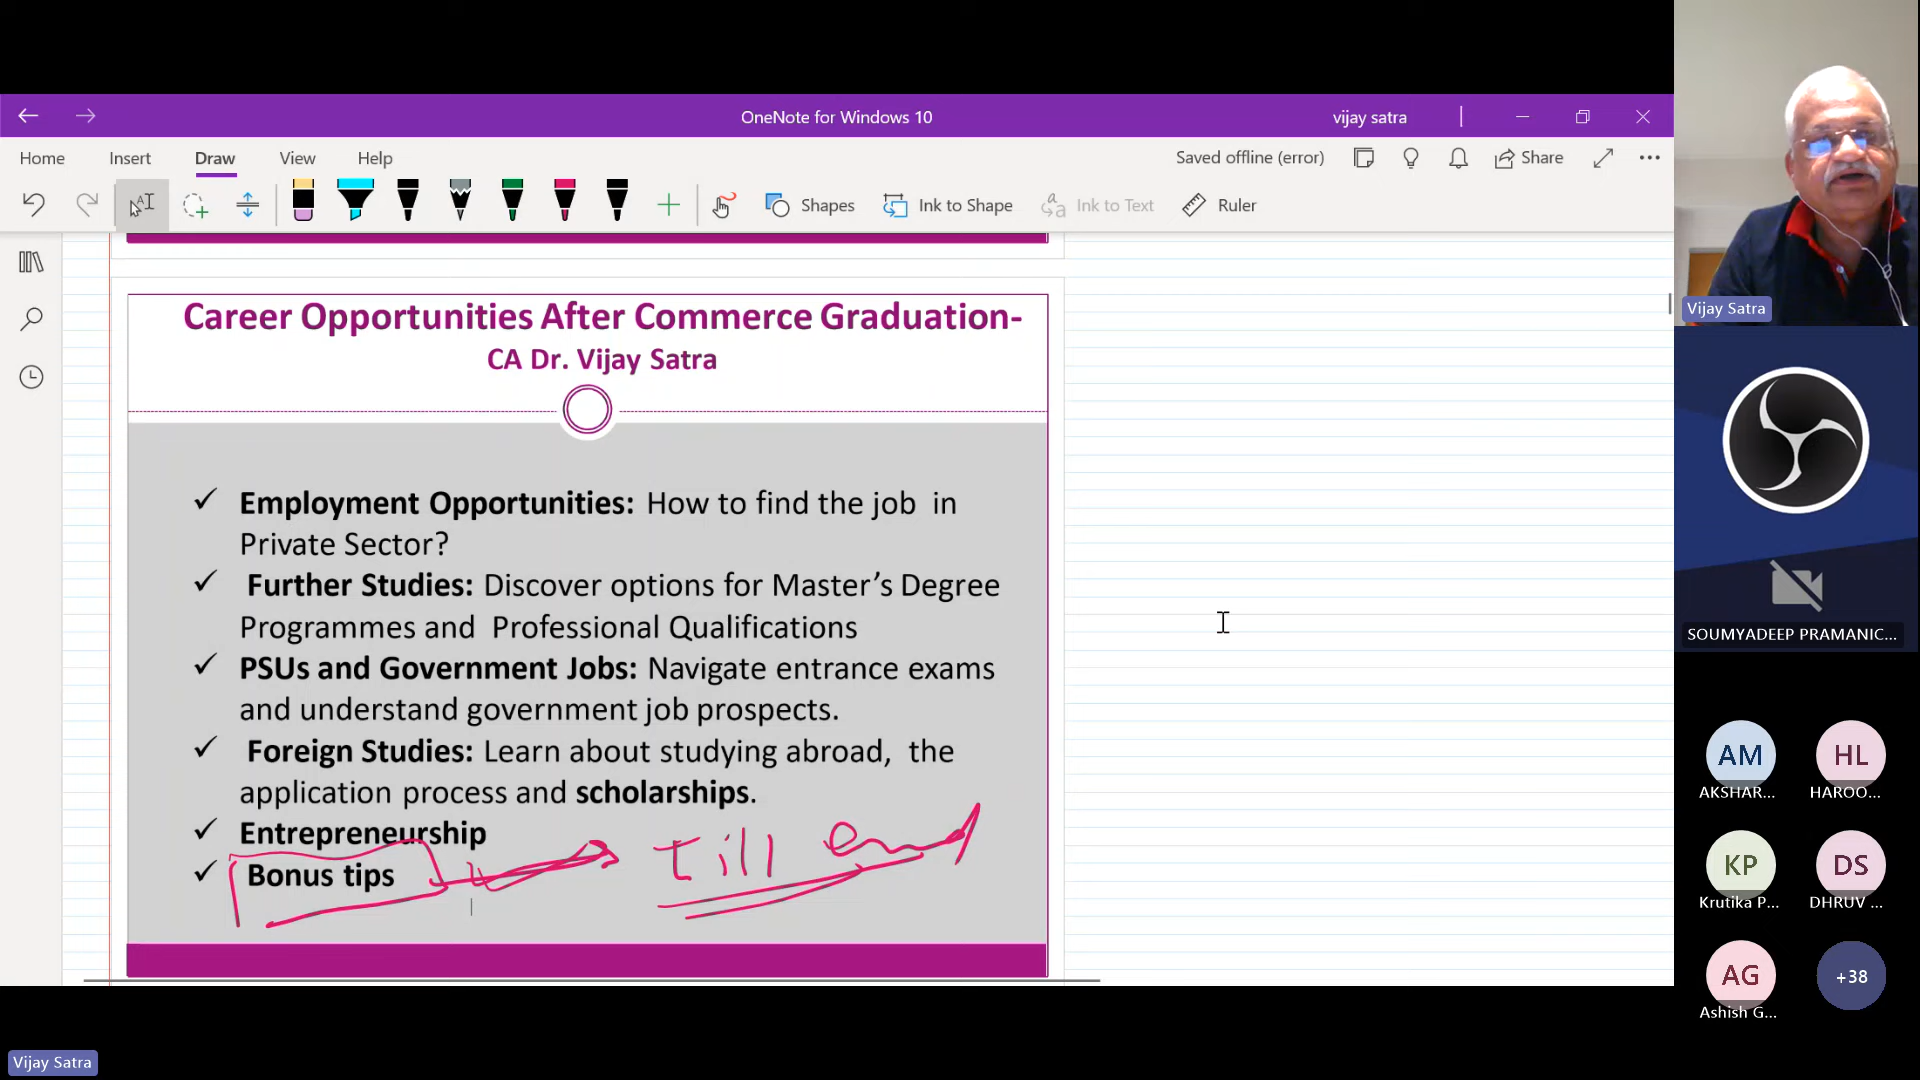 OneNote for Windows 10
vijay satra
Home Insert Draw View Help
Saved offline (error)
Share
Shapes
Ink to Shape
Ink to Text
Ruler
Career Opportunities After Commerce Graduation-
CA Dr. Vijay Satra
✓ Employment Opportunities: How to find the job in
Private Sector?
✓ Further Studies: Discover options for Master’s Degree
Programmes and Professional Qualifications
✓ PSUs and Government Jobs: Navigate entrance exams
and understand government job prospects.
✓ Foreign Studies: Learn about studying abroad, the
application process and scholarships.
✓ Entrepreneurship
✓ Bonus tips
Till end
Vijay Satra
SOUMYADEEP PRAMANIC...
AM HL
AKSHAR... HAROO...
KP DS
Krutika P... DHRUV ...
AG +38
Ashish G...
Vijay Satra